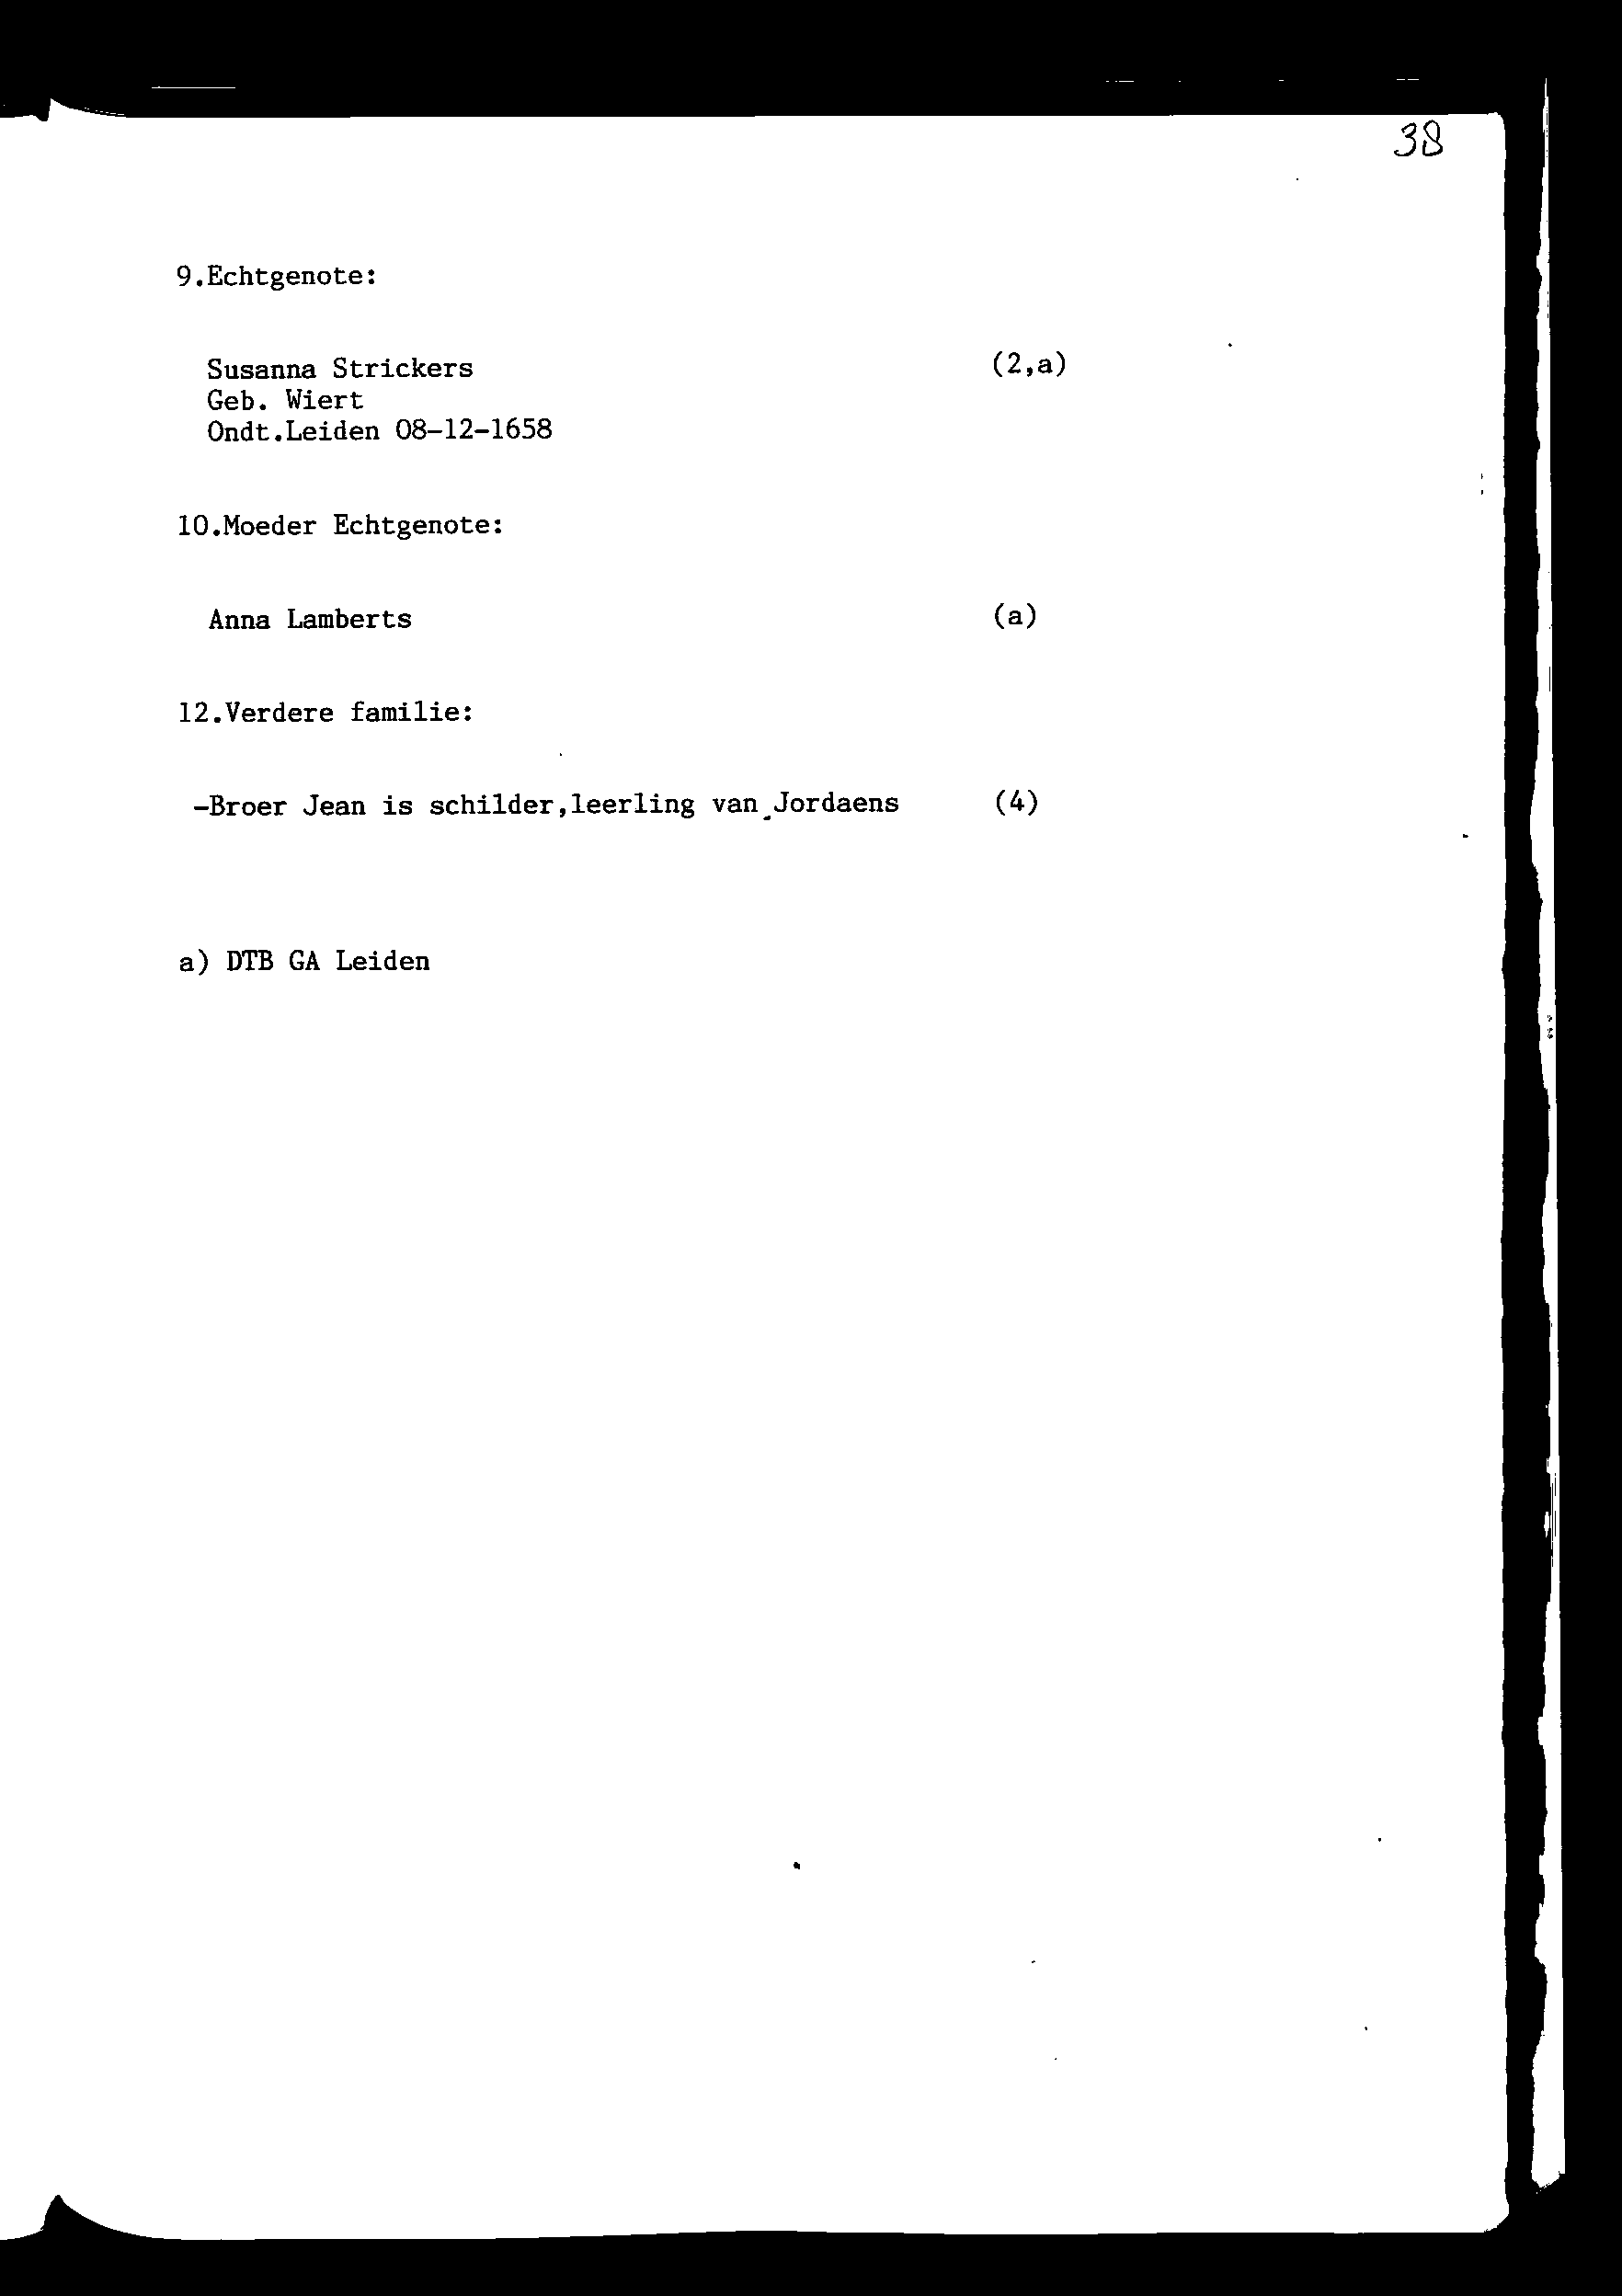 38
9.Echtgenote:
Susanna Strickers (2,a)
Geb. Wiert
Ondt.Leiden 08-12-1658
10.Moeder Echtgenote:
Anna Lamberts (a)
12.Verdere familie:
-Broer Jean is schilder,leerling van Jordaens (4)
a) DTB GA Leiden